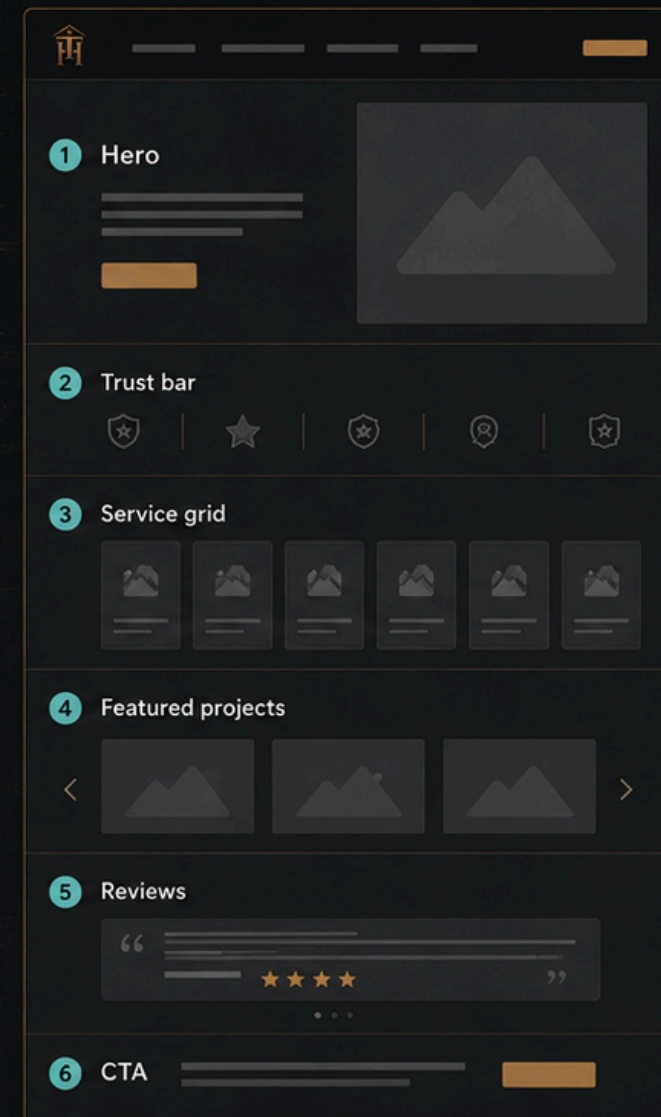 1 Hero
2 Trust bar
3 Service grid
4 Featured projects
5 Reviews
“
”
6 CTA